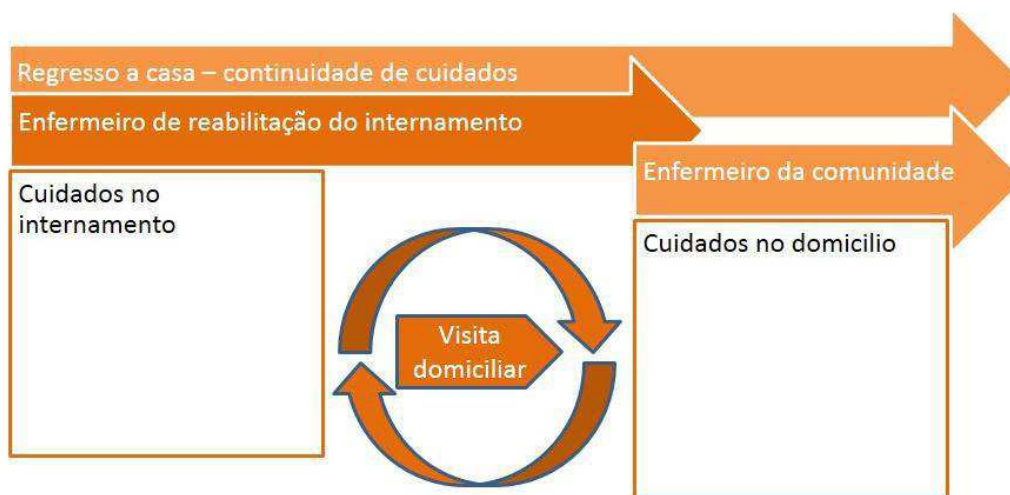 Regresso a casa – continuidade de cuidados
Enfermeiro de reabilitação do internamento
Enfermeiro da comunidade
Cuidados no
internamento
Cuidados no domicilio
Visita
domiciliar